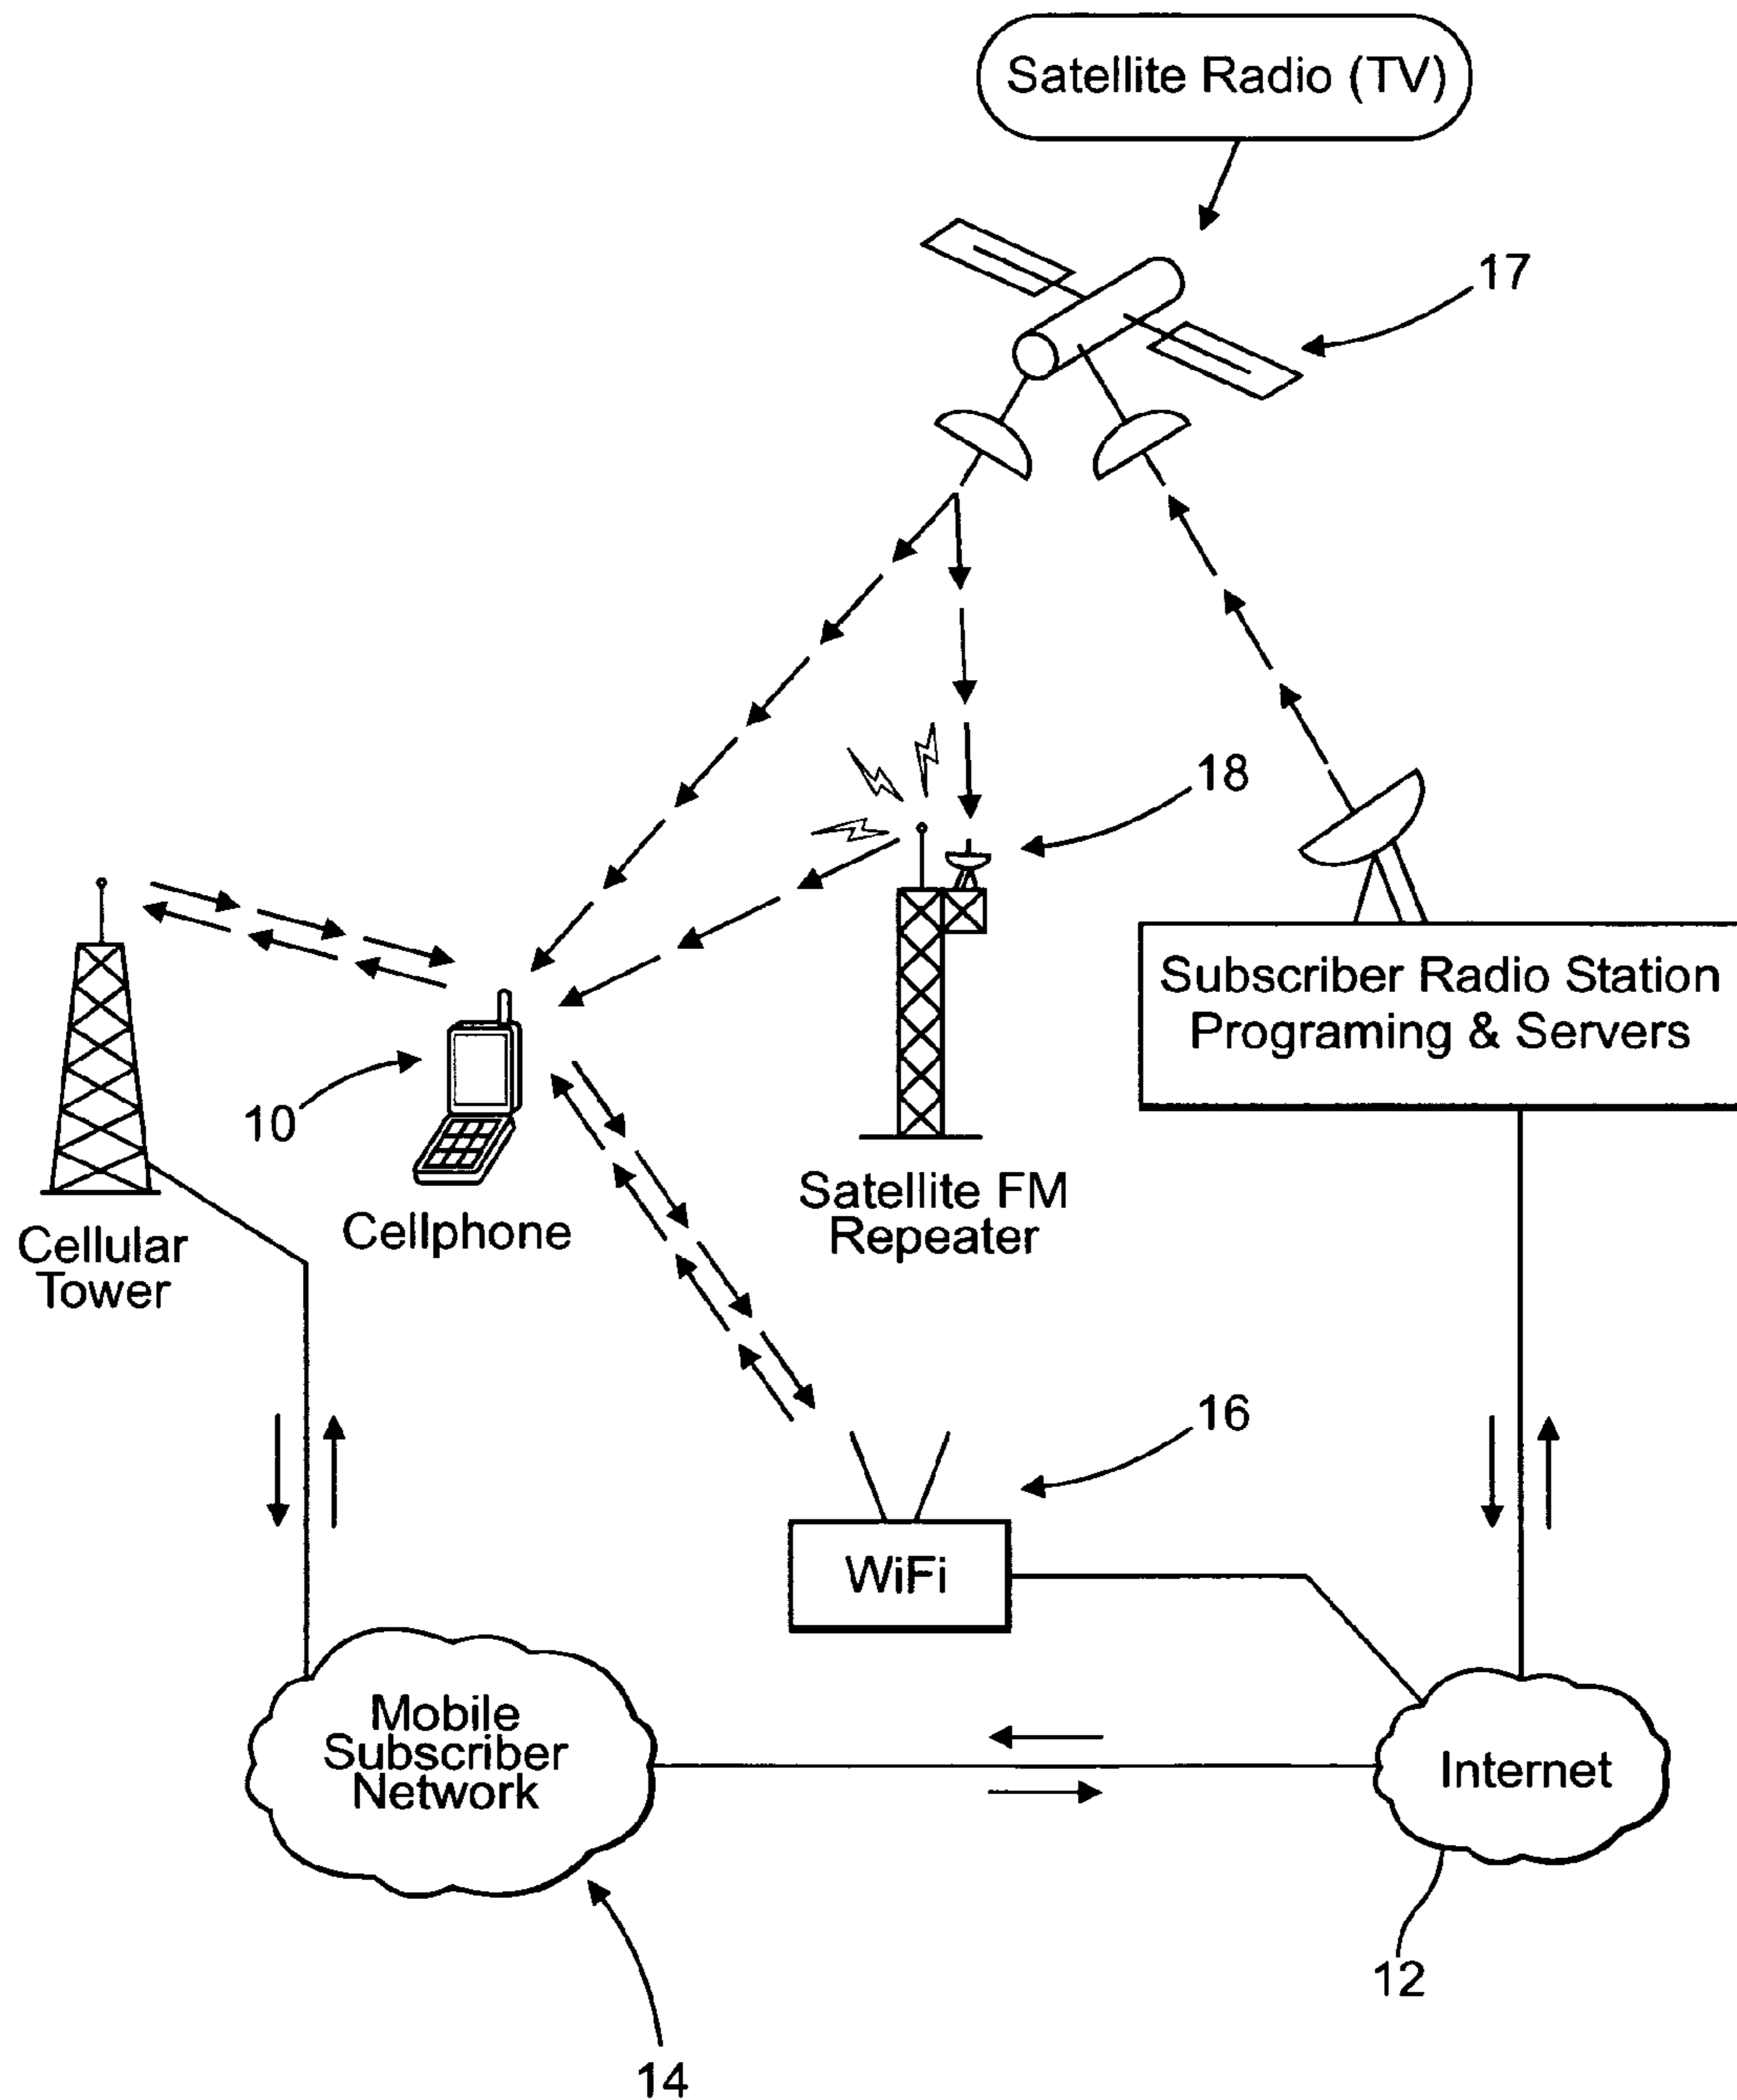 Satellite Radio (TV)
17
18
Subscriber Radio Station
Programing & Servers
10
Cellphone
Satellite FM
Repeater
Cellular
Tower
16
WiFi
Mobile
Subscriber
Network
Internet
12
14